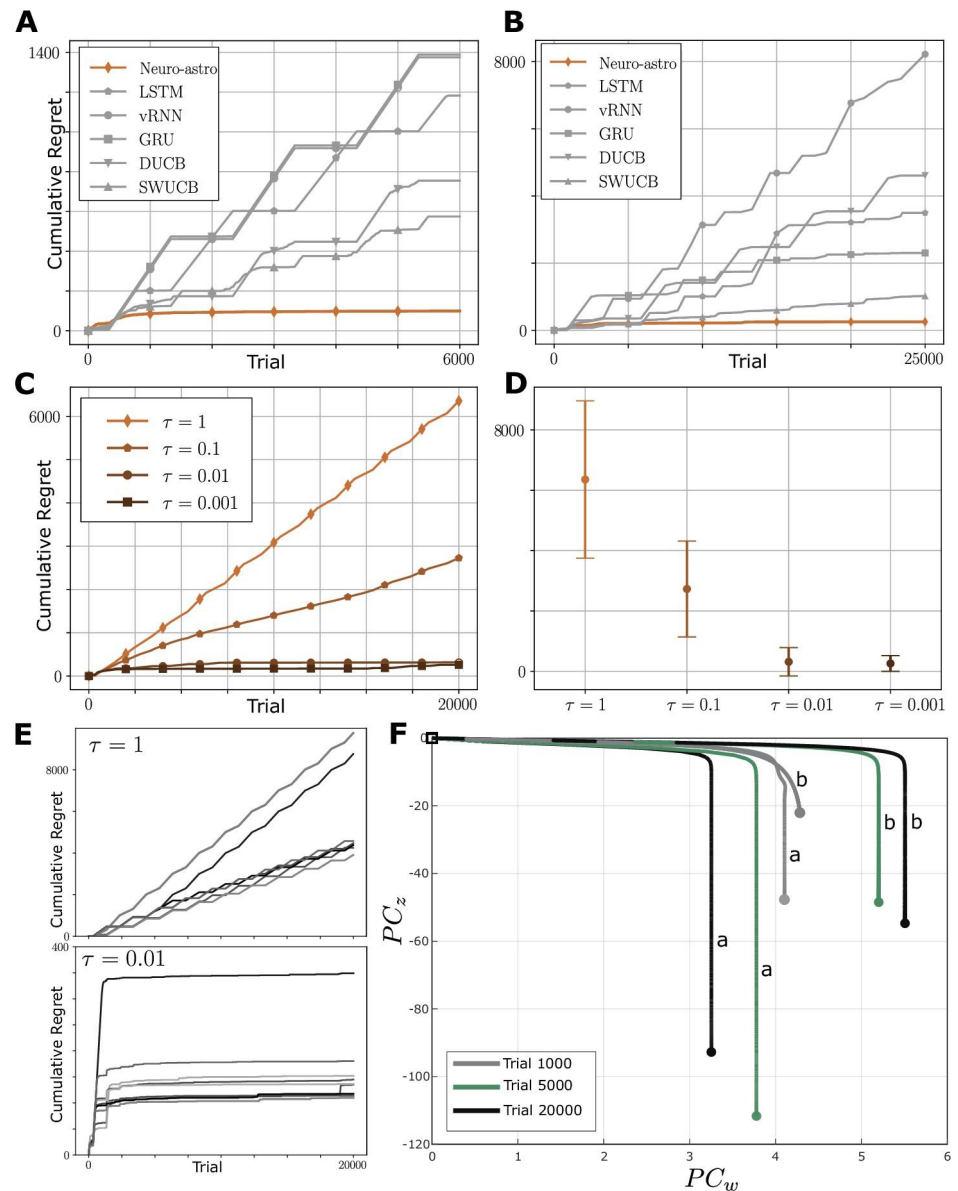 A
1400
Neuro-astro
LSTM
vRNN
GRU
DUCB
SWUCB
Cumulative Regret
0
0
Trial
6000
B
8000
Neuro-astro
LSTM
vRNN
GRU
DUCB
SWUCB
0
0
Trial
25000
C
6000
τ = 1
τ = 0.1
τ = 0.01
τ = 0.001
Cumulative Regret
0
0
Trial
20000
D
8000
0
τ = 1
τ = 0.1
τ = 0.01
τ = 0.001
E
τ = 1
8000
Cumulative Regret
0
400
τ = 0.01
Cumulative Regret
0
0
Trial
20000
F
0
-20
-40
-60
-80
-100
-120
PC_z
b
a
b
b
a
a
Trial 1000
Trial 5000
Trial 20000
0
1
2
3
4
5
6
PC_w